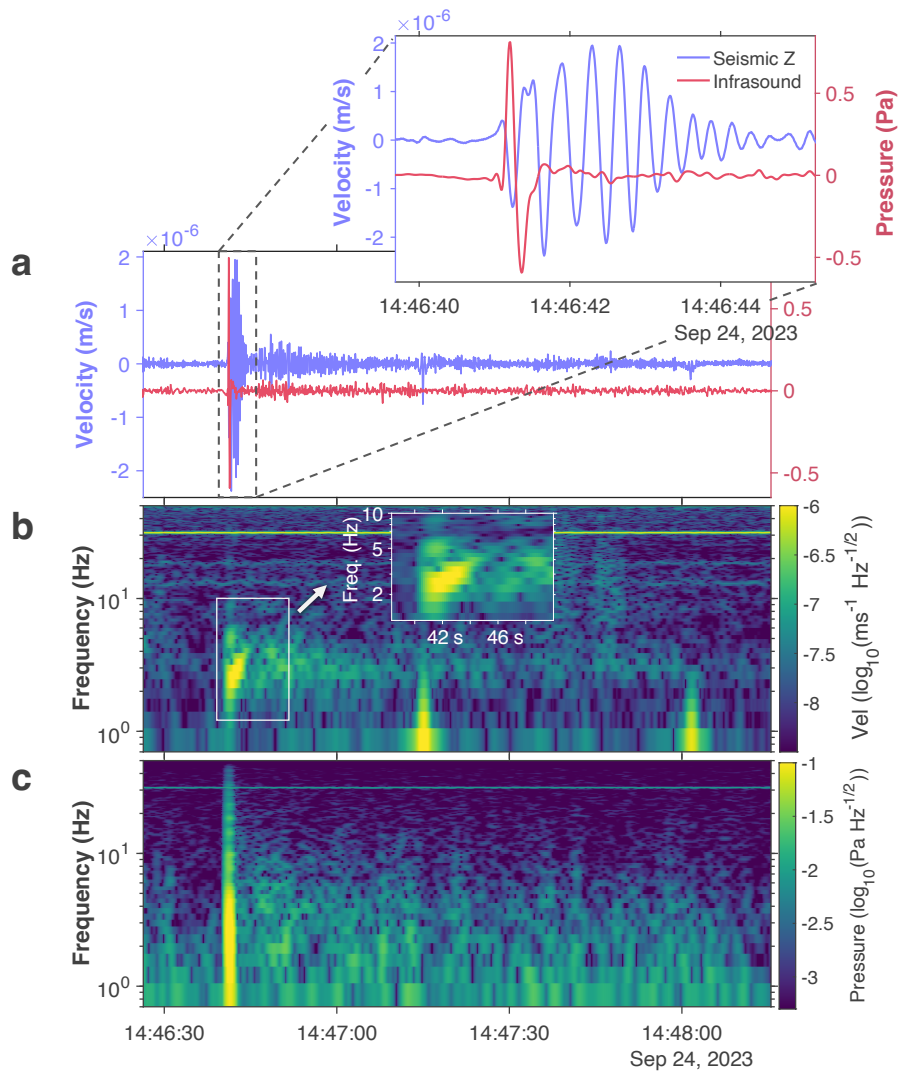 ×10⁻⁶
2
1
0
-1
-2
Velocity (m/s)
Seismic Z
Infrasound
0.5
0
-0.5
Pressure (Pa)
14:46:40
14:46:42
14:46:44
Sep 24, 2023
a
×10⁻⁶
2
1
0
-1
-2
Velocity (m/s)
0.5
0
-0.5
b
Frequency (Hz)
10¹
10⁰
10
5
2
Freq. (Hz)
42 s
46 s
-6
-6.5
-7
-7.5
-8
Vel (log₁₀(ms⁻¹ Hz⁻¹/²))
c
Frequency (Hz)
10¹
10⁰
-1
-1.5
-2
-2.5
-3
Pressure (log₁₀(Pa Hz⁻¹/²))
14:46:30
14:47:00
14:47:30
14:48:00
Sep 24, 2023